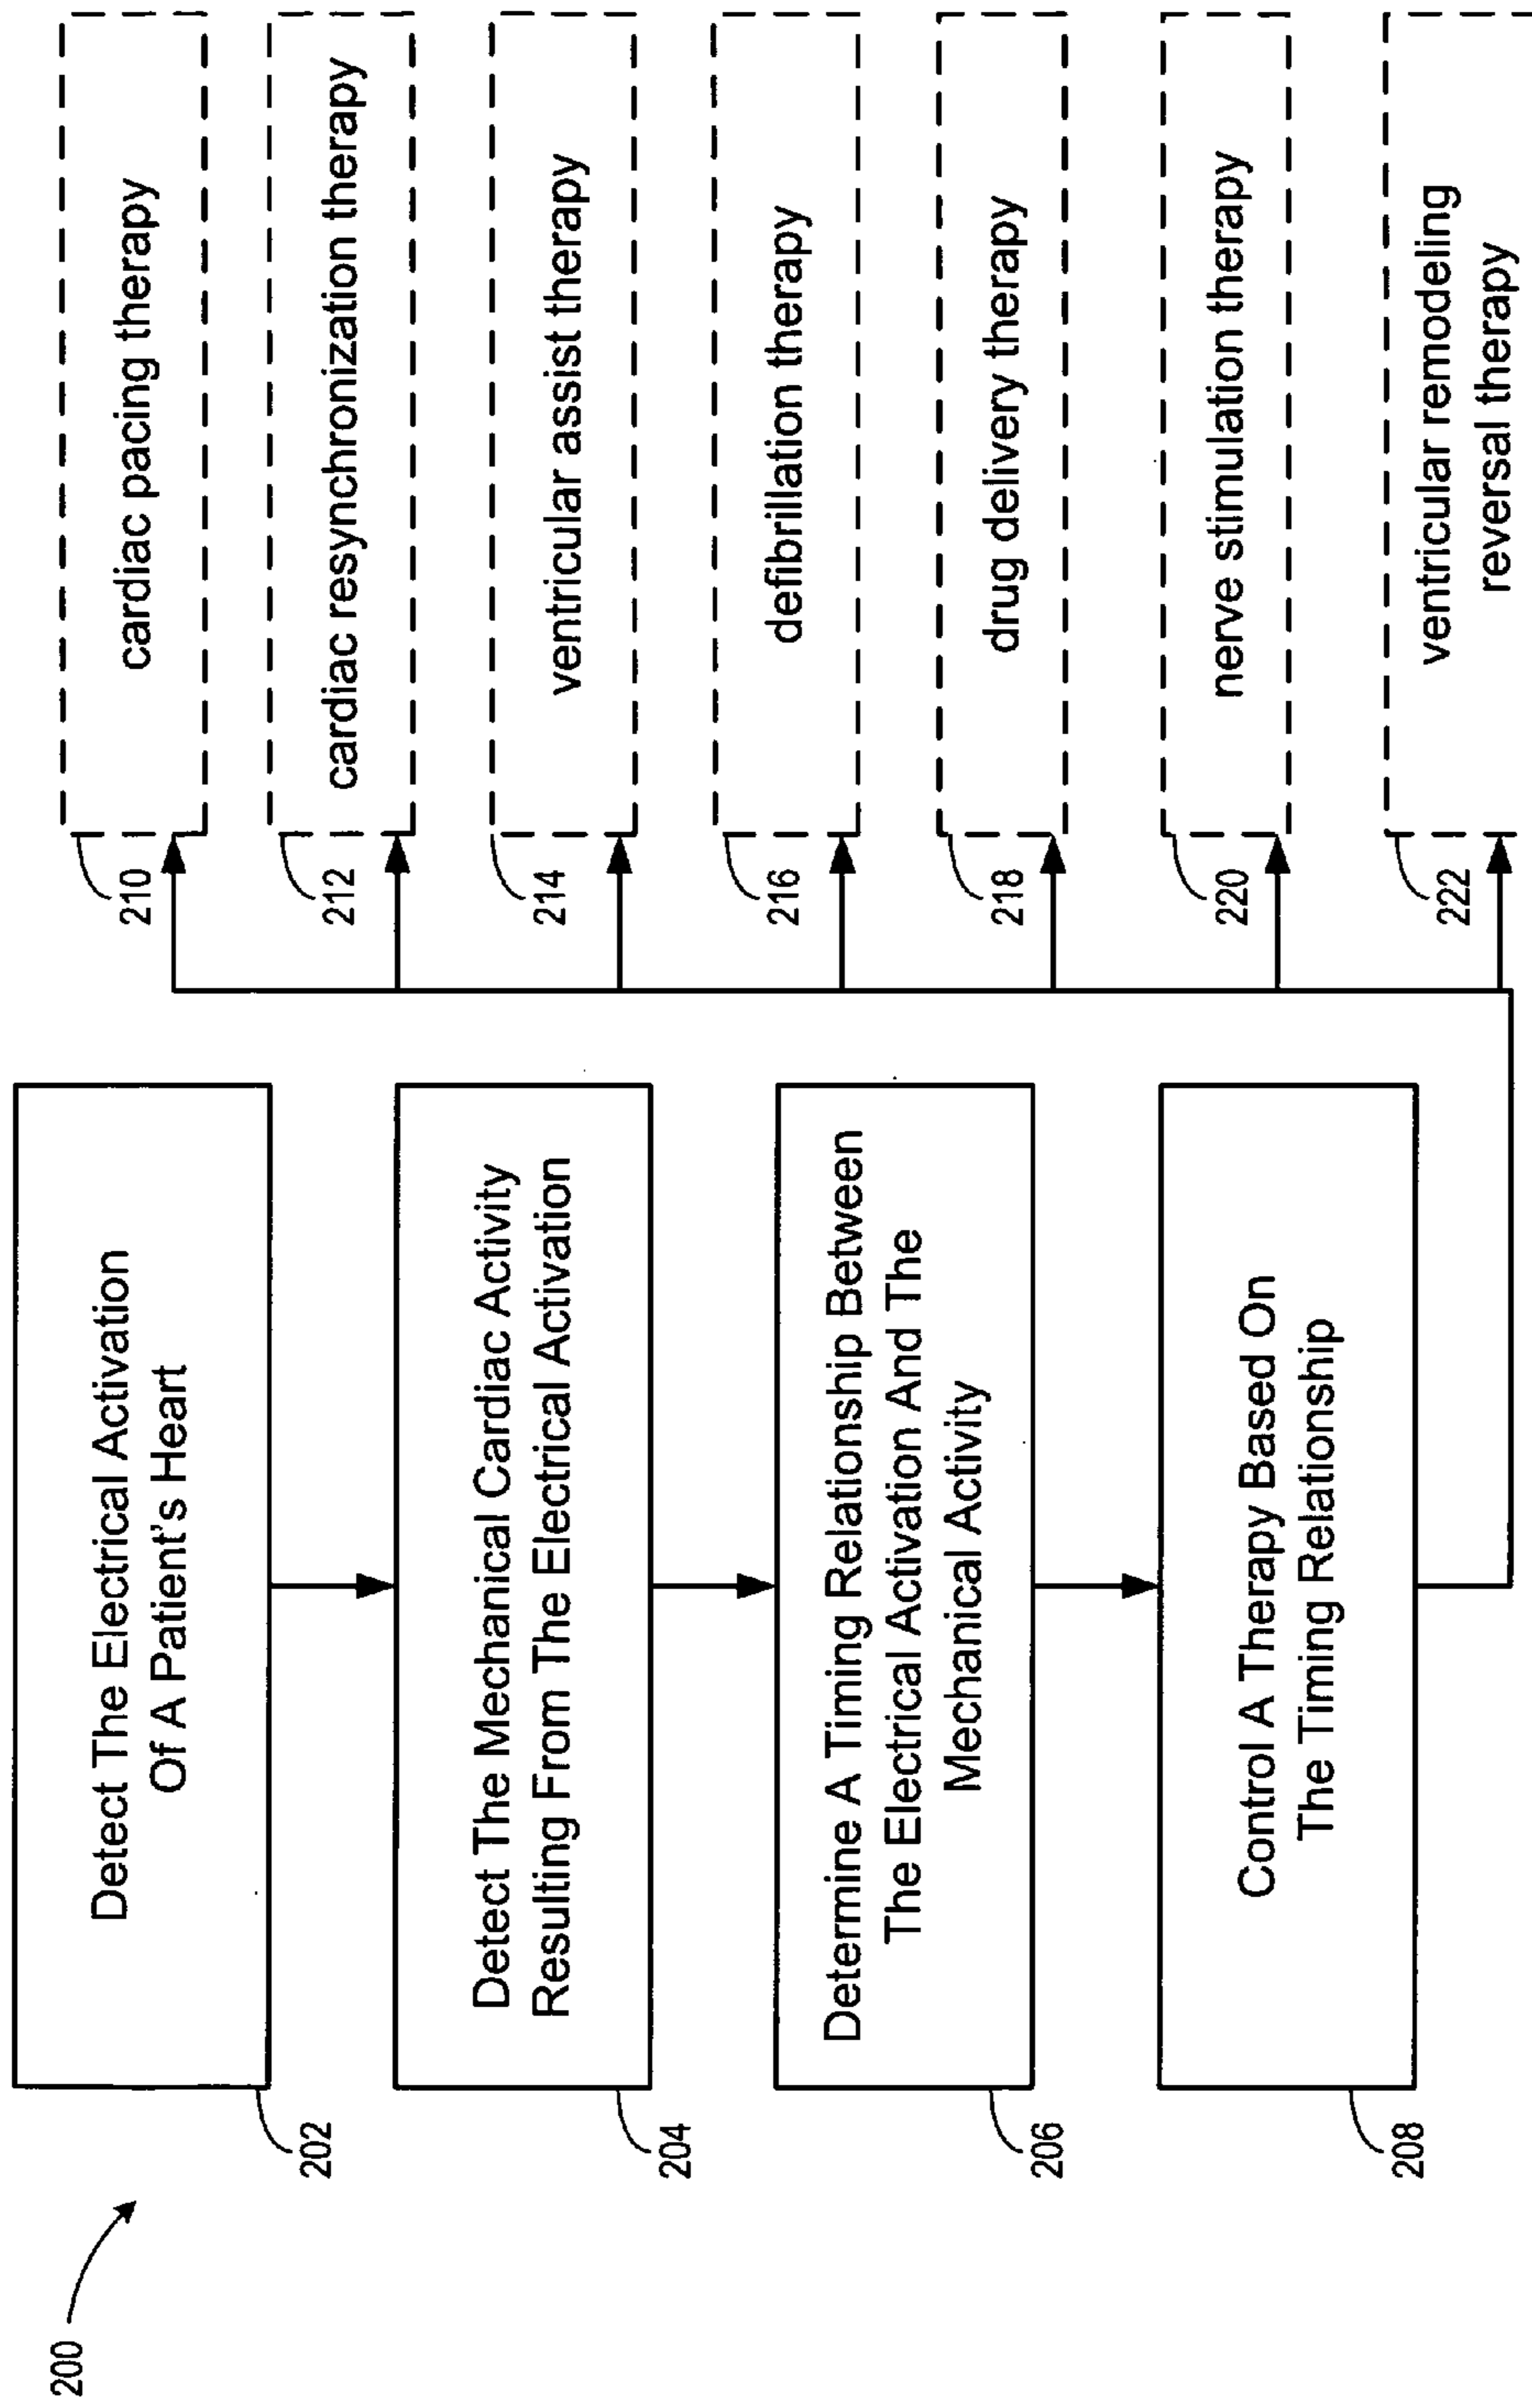 200
Detect The Electrical Activation
Of A Patient's Heart
202
Detect The Mechanical Cardiac Activity
Resulting From The Electrical Activation
204
Determine A Timing Relationship Between
The Electrical Activation And The
Mechanical Activity
206
Control A Therapy Based On
The Timing Relationship
208
cardiac pacing therapy
210
cardiac resynchronization therapy
212
ventricular assist therapy
214
defibrillation therapy
216
drug delivery therapy
218
nerve stimulation therapy
220
ventricular remodeling
reversal therapy
222